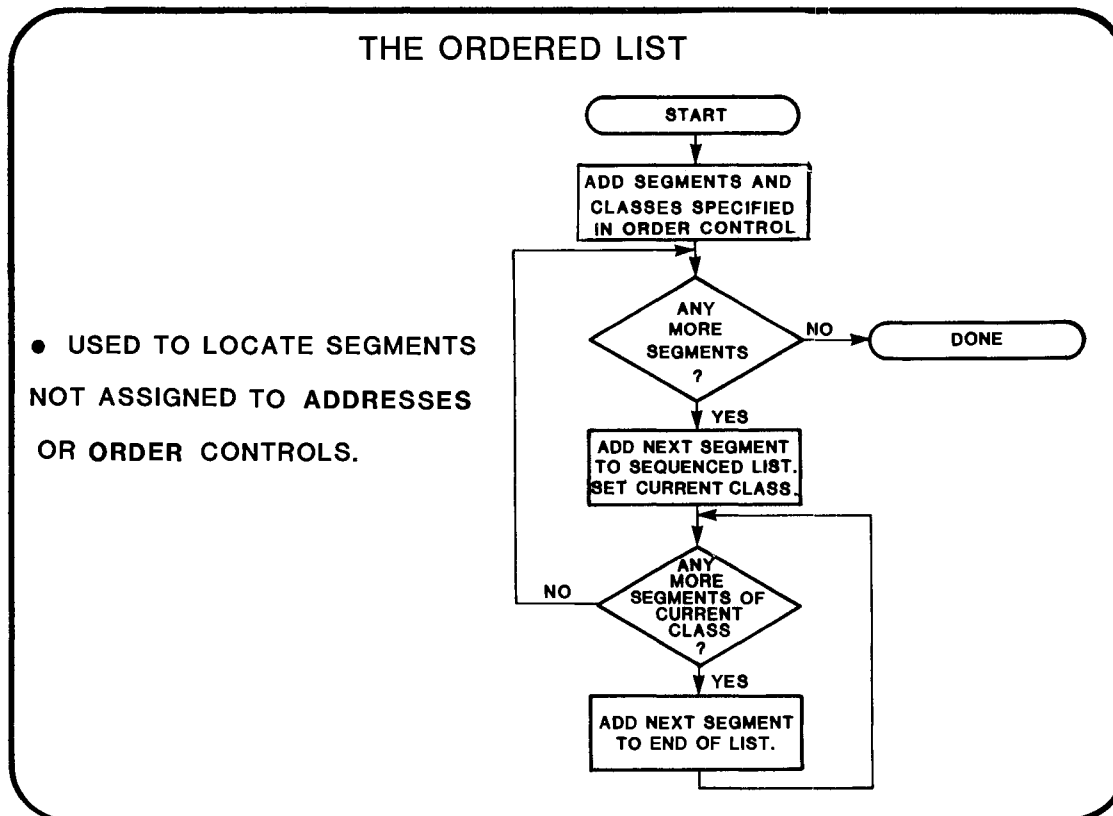 THE ORDERED LIST
START
ADD SEGMENTS AND
CLASSES SPECIFIED
IN ORDER CONTROL
ANY
MORE
SEGMENTS
?
NO
DONE
● USED TO LOCATE SEGMENTS
NOT ASSIGNED TO ADDRESSES
OR ORDER CONTROLS.
YES
ADD NEXT SEGMENT
TO SEQUENCED LIST.
SET CURRENT CLASS.
ANY
MORE
SEGMENTS OF
CURRENT
CLASS
?
NO
YES
ADD NEXT SEGMENT
TO END OF LIST.